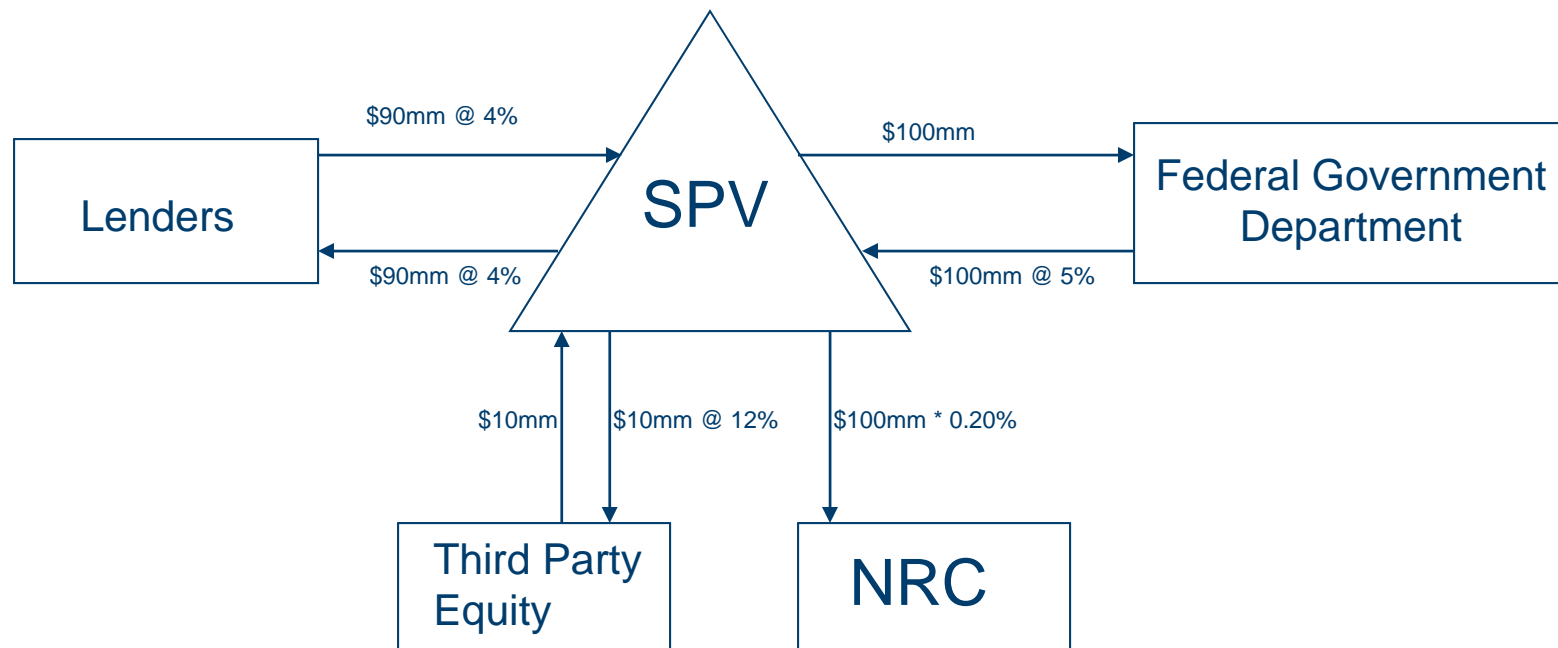 $90mm @ 4%
$100mm
Lenders
SPV
Federal Government
Department
$90mm @ 4%
$100mm @ 5%
$10mm
$10mm @ 12%
$100mm * 0.20%
Third Party
Equity
NRC